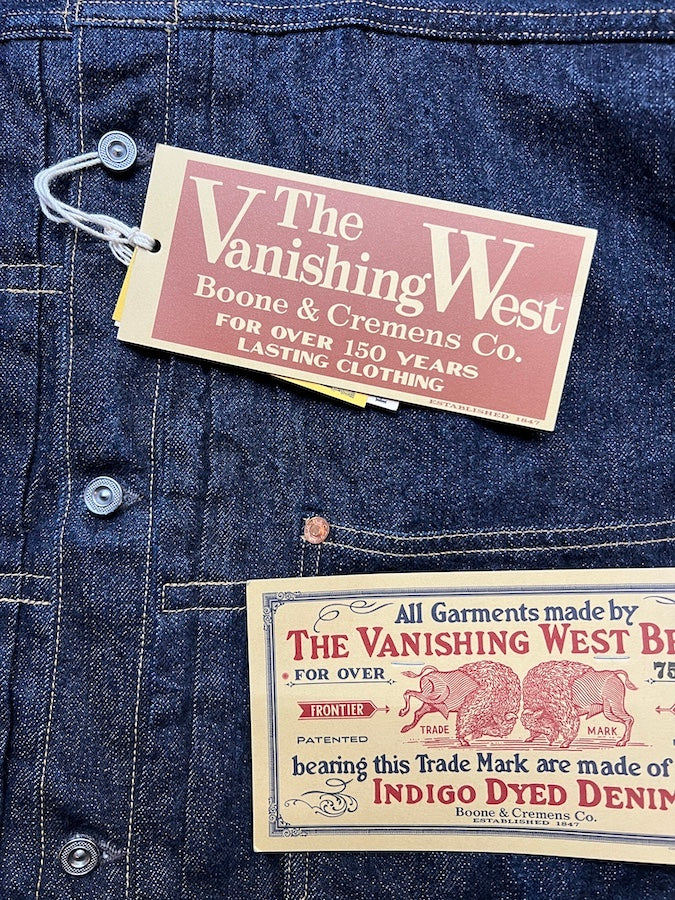 The
Vanishing West
Boone & Cremens Co.
FOR OVER 150 YEARS
LASTING CLOTHING
ESTABLISHED 1847
All Garments made by
THE VANISHING WEST
FOR OVER 75
FRONTIER
TRADE MARK
PATENTED
bearing this Trade Mark are made of
INDIGO DYED DENIM
Boone & Cremens Co.
ESTABLISHED 1847